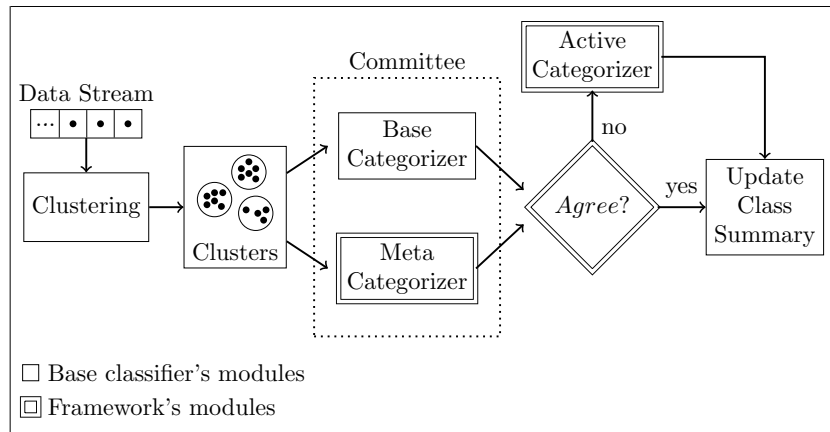 Data Stream
...
Clustering
Clusters
Committee
Base
Categorizer
Meta
Categorizer
Agree?
no
yes
Active
Categorizer
Update
Class
Summary
Base classifier's modules
Framework's modules